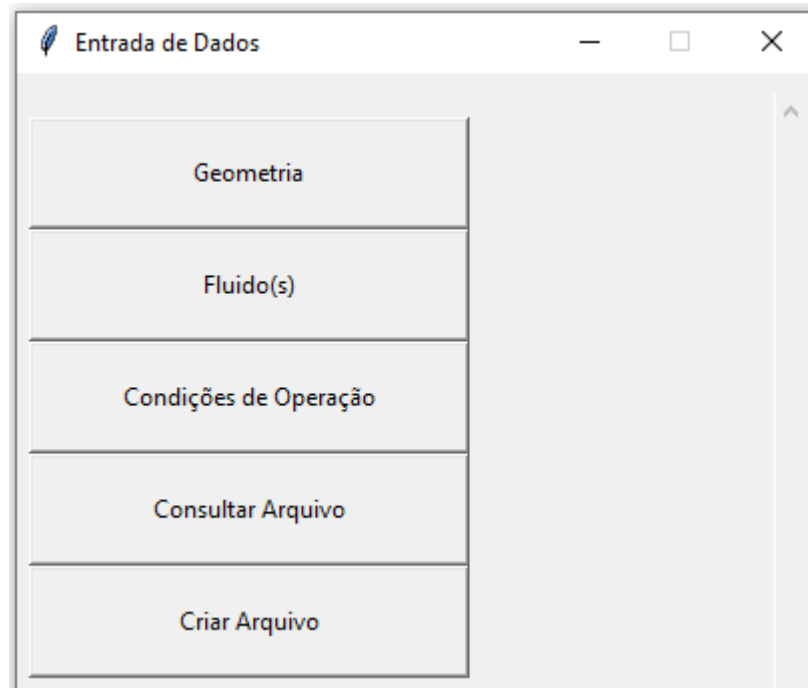 Entrada de Dados
Geometria
Fluido(s)
Condições de Operação
Consultar Arquivo
Criar Arquivo